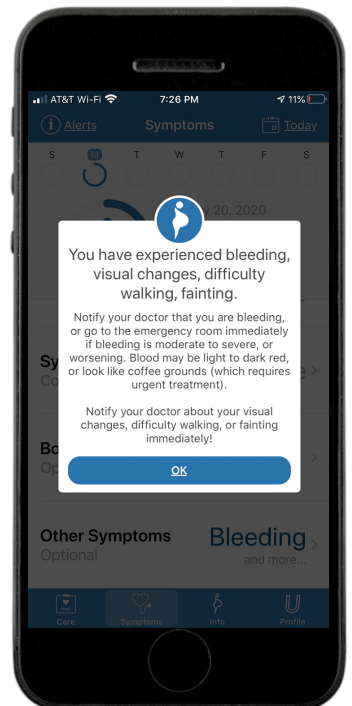 AT&T Wi-Fi 7:26 PM 11%
Alerts Symptoms Today
S M T W T F S
20, 2020
You have experienced bleeding,
visual changes, difficulty
walking, fainting.
Notify your doctor that you are bleeding,
or go to the emergency room immediately
if bleeding is moderate to severe, or
worsening. Blood may be light to dark red,
or look like coffee grounds (which requires
urgent treatment).
Notify your doctor about your visual
changes, difficulty walking, or fainting
immediately!
OK
Other Symptoms Bleeding
Optional and more...
Care Symptoms Info Profile